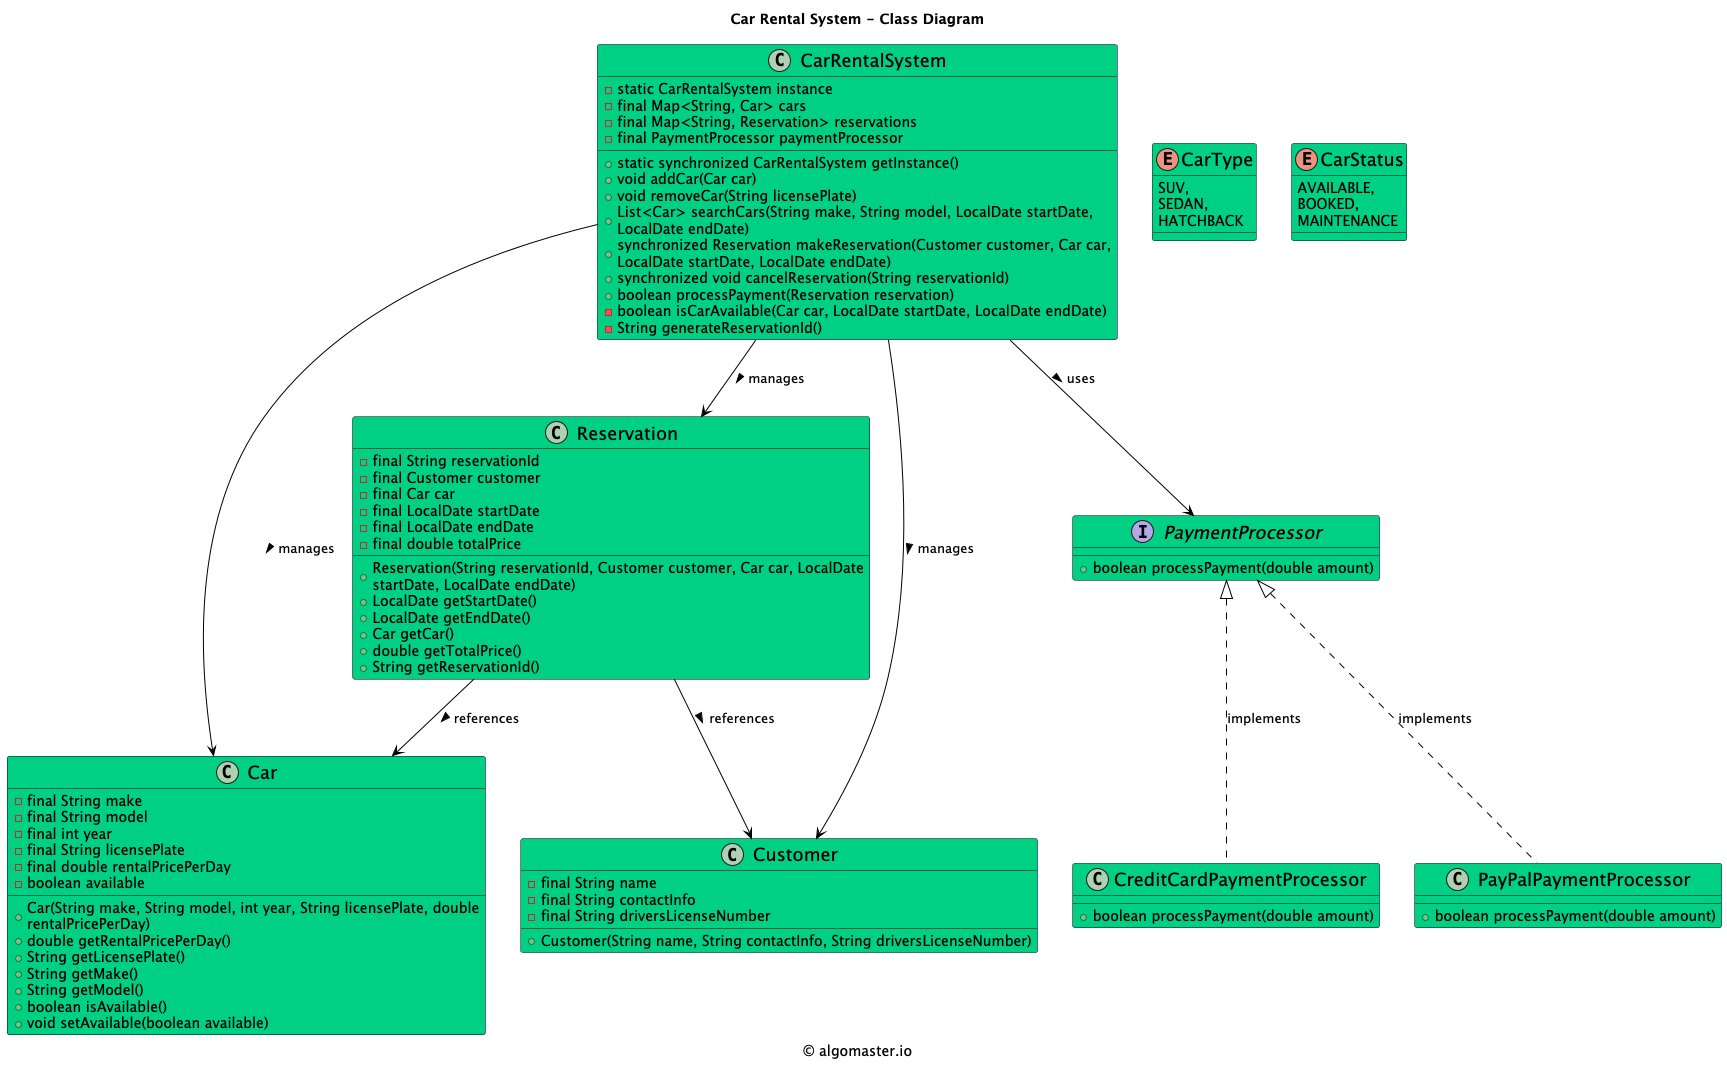 Car Rental System – Class Diagram
C CarRentalSystem
static CarRentalSystem instance
final Map<String, Car> cars
final Map<String, Reservation> reservations
final PaymentProcessor paymentProcessor
static synchronized CarRentalSystem getInstance()
void addCar(Car car)
void removeCar(String licensePlate)
List<Car> searchCars(String make, String model, LocalDate startDate,
LocalDate endDate)
synchronized Reservation makeReservation(Customer customer, Car car,
LocalDate startDate, LocalDate endDate)
synchronized void cancelReservation(String reservationId)
boolean processPayment(Reservation reservation)
boolean isCarAvailable(Car car, LocalDate startDate, LocalDate endDate)
String generateReservationId()
E CarType
SUV,
SEDAN,
HATCHBACK
E CarStatus
AVAILABLE,
BOOKED,
MAINTENANCE
manages
uses
manages
manages
C Reservation
final String reservationId
final Customer customer
final Car car
final LocalDate startDate
final LocalDate endDate
final double totalPrice
Reservation(String reservationId, Customer customer, Car car, LocalDate
startDate, LocalDate endDate)
LocalDate getStartDate()
LocalDate getEndDate()
Car getCar()
double getTotalPrice()
String getReservationId()
I PaymentProcessor
boolean processPayment(double amount)
references
references
implements
implements
C Car
final String make
final String model
final int year
final String licensePlate
final double rentalPricePerDay
boolean available
Car(String make, String model, int year, String licensePlate, double
rentalPricePerDay)
double getRentalPricePerDay()
String getLicensePlate()
String getMake()
String getModel()
boolean isAvailable()
void setAvailable(boolean available)
C Customer
final String name
final String contactInfo
final String driversLicenseNumber
Customer(String name, String contactInfo, String driversLicenseNumber)
C CreditCardPaymentProcessor
boolean processPayment(double amount)
C PayPalPaymentProcessor
boolean processPayment(double amount)
© algomaster.io